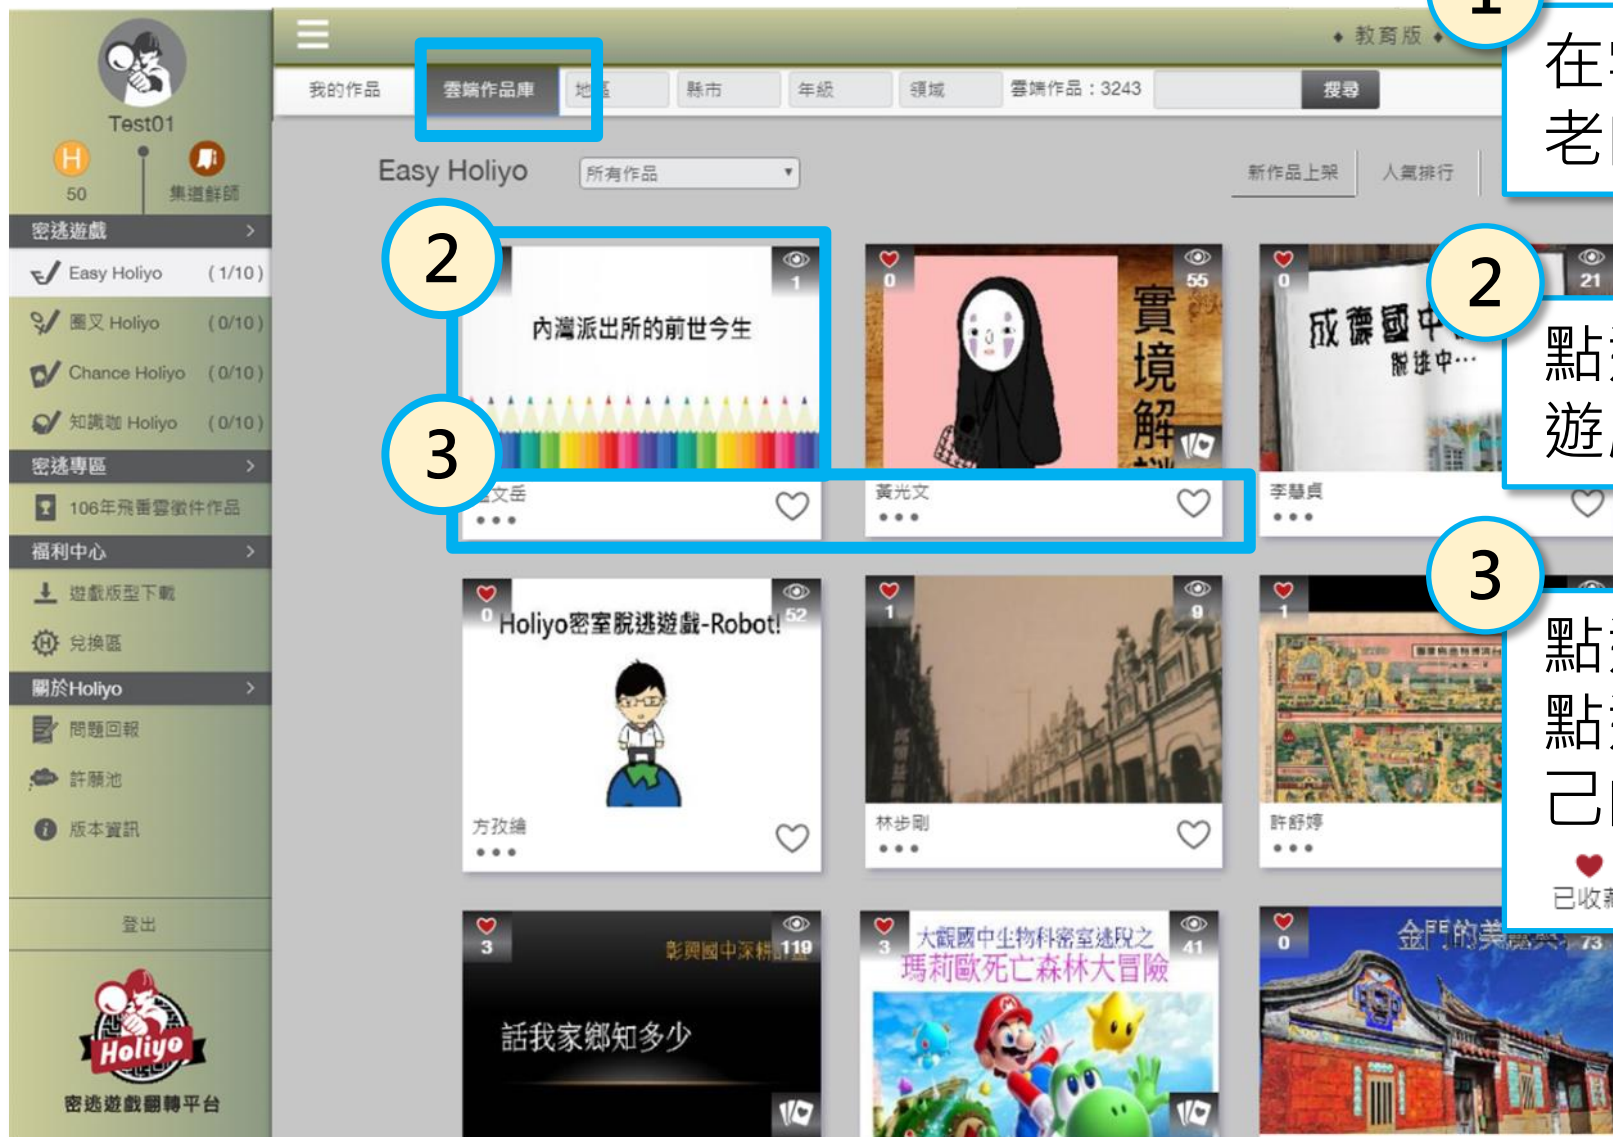 Test01
50
集道鮮師
密逃遊戲
Easy Holiyo (1/10)
圈叉 Holiyo (0/10)
Chance Holiyo (0/10)
知識咖 Holiyo (0/10)
密逃專區
106年飛番雲徵件作品
福利中心
遊戲版型下載
兌換區
關於Holiyo
問題回報
許願池
版本資訊
登出
Holiyo
密逃遊戲翻轉平台
教育版
我的作品
雲端作品庫
縣市
年級
領域
雲端作品：3243
搜尋
Easy Holiyo
所有作品
新作品上架
人氣排行
2
1
內灣派出所的前世今生
3
文岳
0
55
實境解
黃光文
0
21
成德國中
脫逃中…
李慧貞
0
52
Holiyo密室脫逃遊戲-Robot!
方孜繪
1
9
林步剛
1
許舒婷
3
119
彰興國中深耕
話我家鄉知多少
3
41
大觀國中生物科密室逃脫之
瑪莉歐死亡森林大冒險
0
73
金門的美
1
在
老
2
點
遊
3
點
點
己
已收